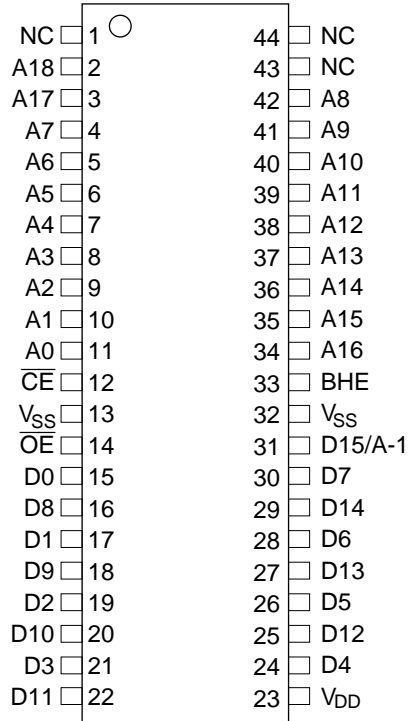 NC 1 44 NC
A18 2 43 NC
A17 3 42 A8
A7 4 41 A9
A6 5 40 A10
A5 6 39 A11
A4 7 38 A12
A3 8 37 A13
A2 9 36 A14
A1 10 35 A15
A0 11 34 A16
C̅E̅ 12 33 BHE
VSS 13 32 VSS
O̅E̅ 14 31 D15/A-1
D0 15 30 D7
D8 16 29 D14
D1 17 28 D6
D9 18 27 D13
D2 19 26 D5
D10 20 25 D12
D3 21 24 D4
D11 22 23 VDD